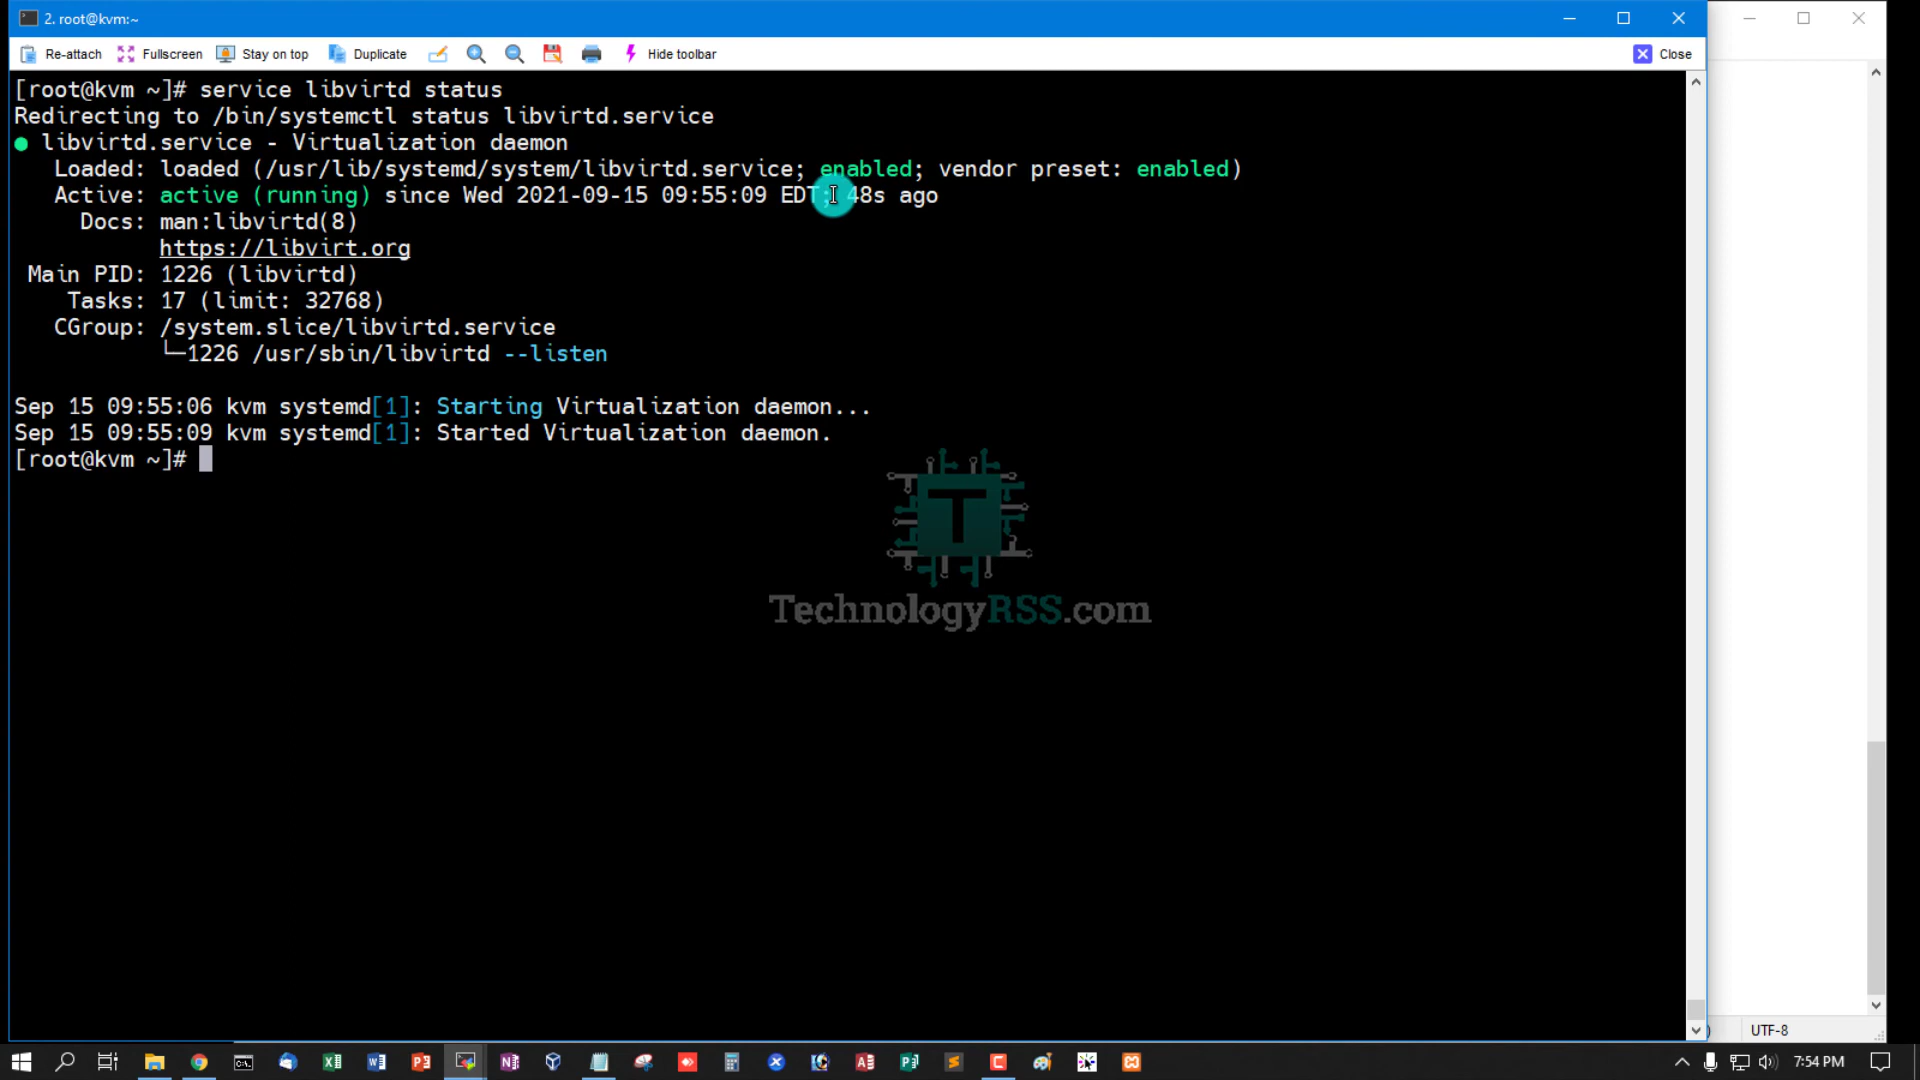 2. root@kvm:~
Re-attach Fullscreen Stay on top Duplicate Hide toolbar Close
[root@kvm ~]# service libvirtd status
Redirecting to /bin/systemctl status libvirtd.service
● libvirtd.service - Virtualization daemon
Loaded: loaded (/usr/lib/systemd/system/libvirtd.service; enabled; vendor preset: enabled)
Active: active (running) since Wed 2021-09-15 09:55:09 EDT; 48s ago
Docs: man:libvirtd(8)
https://libvirt.org
Main PID: 1226 (libvirtd)
Tasks: 17 (limit: 32768)
CGroup: /system.slice/libvirtd.service
└─1226 /usr/sbin/libvirtd --listen
Sep 15 09:55:06 kvm systemd[1]: Starting Virtualization daemon...
Sep 15 09:55:09 kvm systemd[1]: Started Virtualization daemon.
[root@kvm ~]#
T
TechnologyRSS.com
) UTF-8
7:54 PM